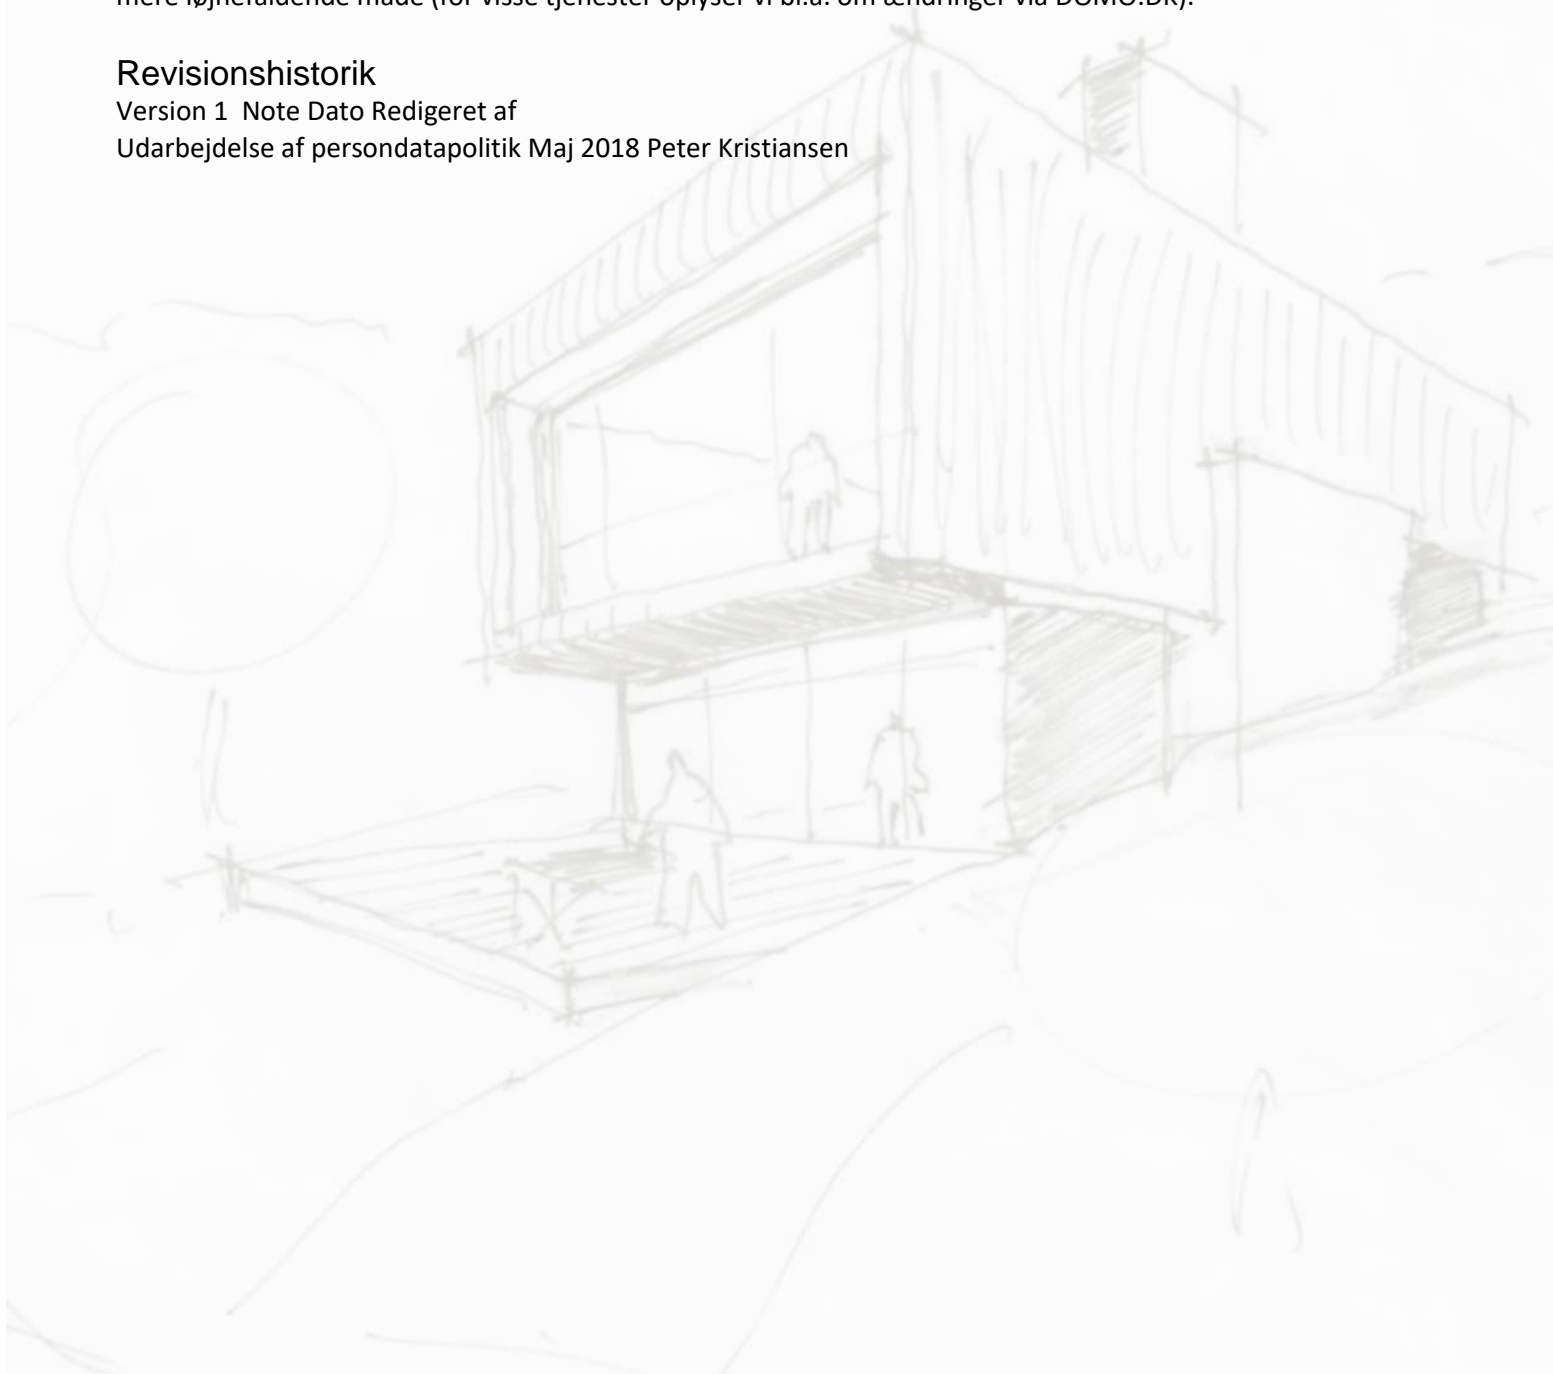 mere iøjnefaldende måde (for visse tjenester oplyser vi bl.a. om ændringer via DOMO.DK).
Revisionshistorik
Version 1  Note Dato Redigeret af
Udarbejdelse af persondatapolitik Maj 2018 Peter Kristiansen